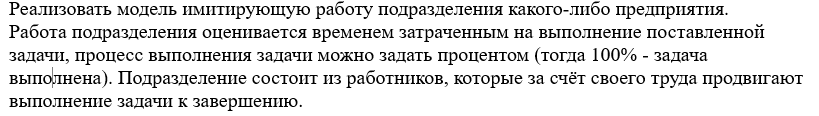 Реализовать модель имитирующую работу подразделения какого-либо предприятия.
Работа подразделения оценивается временем затраченным на выполнение поставленной
задачи, процесс выполнения задачи можно задать процентом (тогда 100% - задача
выполнена). Подразделение состоит из работников, которые за счёт своего труда продвигают
выполнение задачи к завершению.